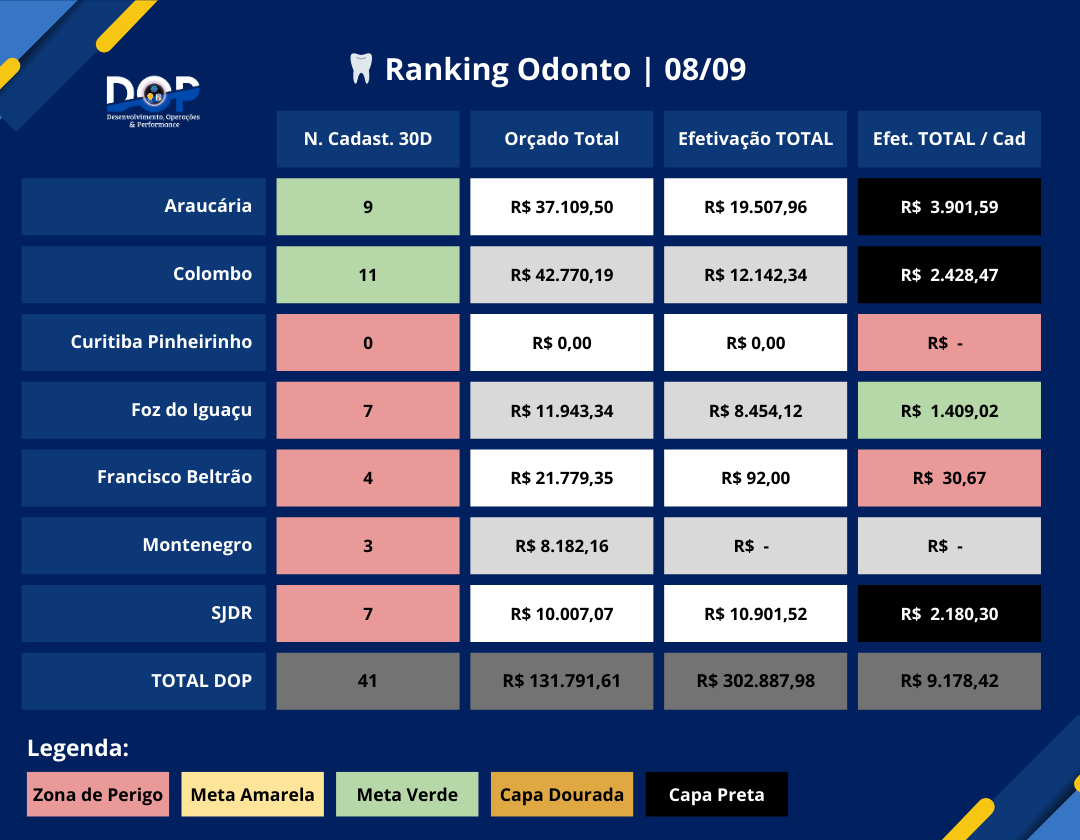 🦷 Ranking Odonto | 08/09
DOP
Desenvolvimento, Operações
& Performance
N. Cadast. 30D Orçado Total Efetivação TOTAL Efet. TOTAL / Cad
Araucária 9 R$ 37.109,50 R$ 19.507,96 R$ 3.901,59
Colombo 11 R$ 42.770,19 R$ 12.142,34 R$ 2.428,47
Curitiba Pinheirinho 0 R$ 0,00 R$ 0,00 R$ -
Foz do Iguaçu 7 R$ 11.943,34 R$ 8.454,12 R$ 1.409,02
Francisco Beltrão 4 R$ 21.779,35 R$ 92,00 R$ 30,67
Montenegro 3 R$ 8.182,16 R$ - R$ -
SJDR 7 R$ 10.007,07 R$ 10.901,52 R$ 2.180,30
TOTAL DOP 41 R$ 131.791,61 R$ 302.887,98 R$ 9.178,42
Legenda:
Zona de Perigo Meta Amarela Meta Verde Capa Dourada Capa Preta